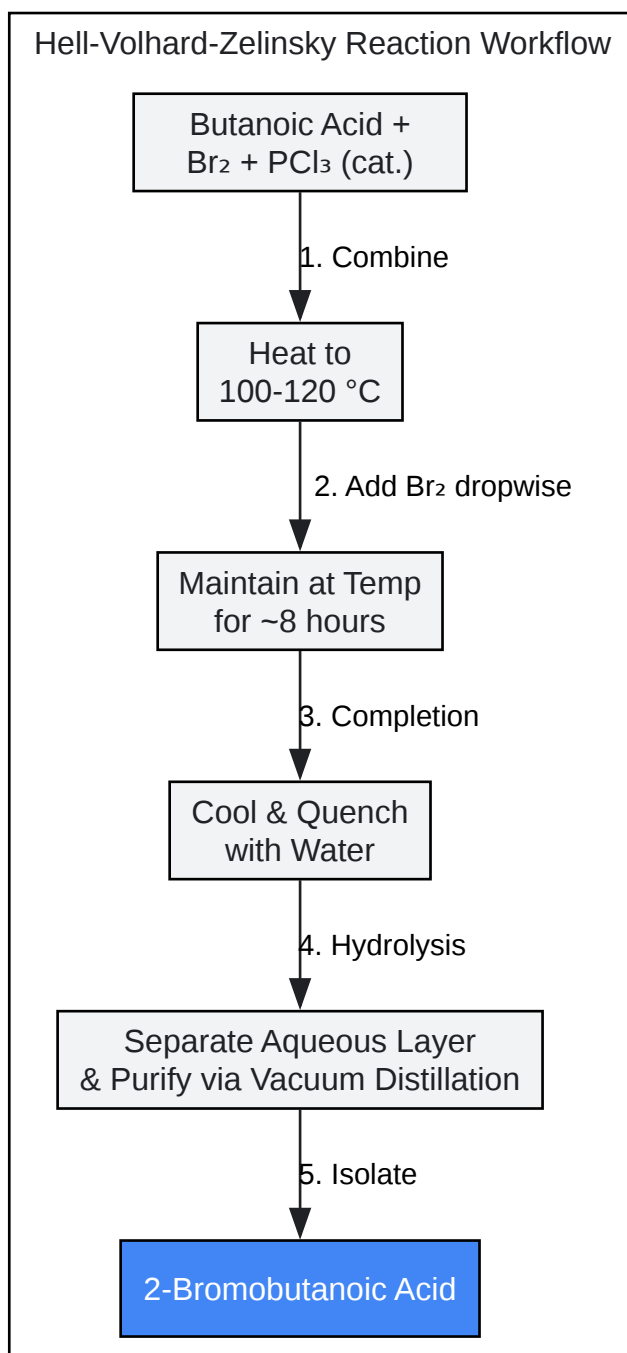 Hell-Volhard-Zelinsky Reaction Workflow
Butanoic Acid +
Br₂ + PCl₃ (cat.)
1. Combine
Heat to
100-120 °C
2. Add Br₂ dropwise
Maintain at Temp
for ~8 hours
3. Completion
Cool & Quench
with Water
4. Hydrolysis
Separate Aqueous Layer
& Purify via Vacuum Distillation
5. Isolate
2-Bromobutanoic Acid